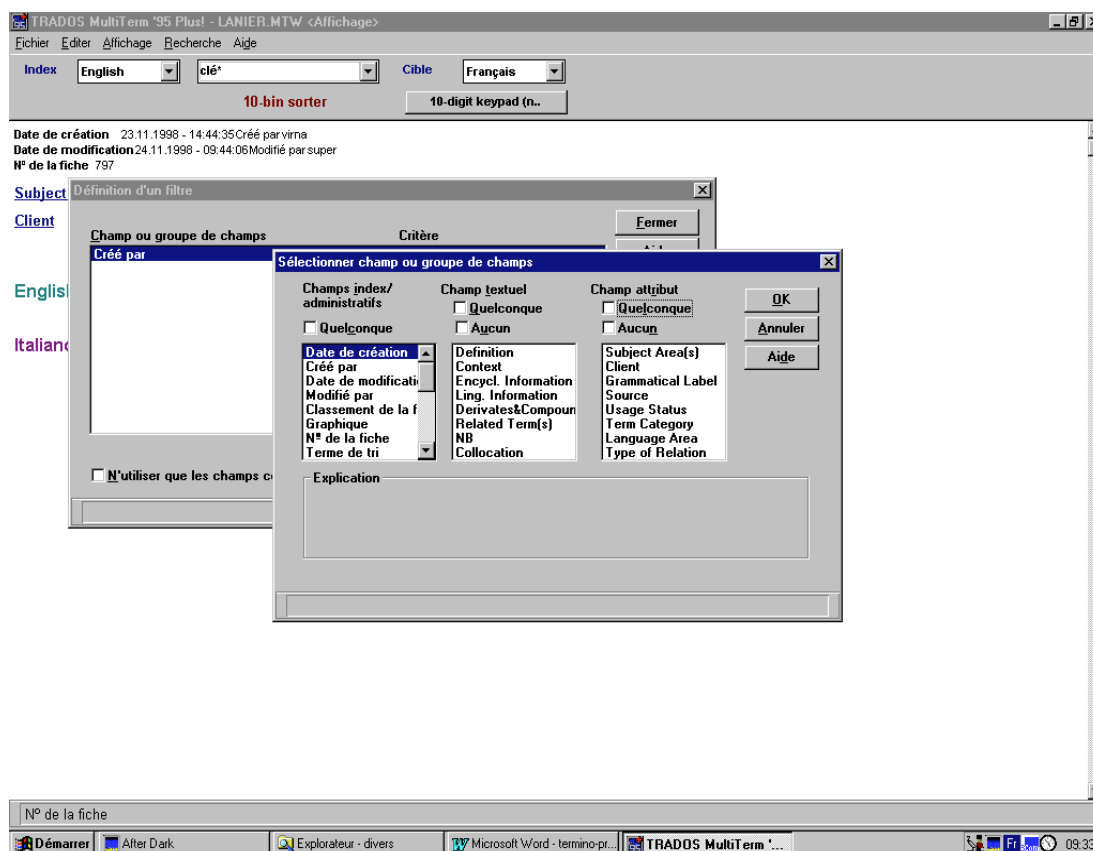 TRADOS MultiTerm '95 Plus! - LANIER.MTW <Affichage>
Fichier Editer Affichage Recherche Aide
Index English clé* Cible Français
10-bin sorter 10-digit keypad (n..
Date de création 23.11.1998 - 14:44:35 Créé par virna
Date de modification 24.11.1998 - 09:44:06 Modifié par super
Nº de la fiche 797
Subject
Client
Englis
Italian
Définition d'un filtre
Fermer
Champ ou groupe de champs Critère
Créé par
N'utiliser que les champs c
Sélectionner champ ou groupe de champs
Champs index/ administratifs
Quelconque
Date de création
Créé par
Date de modificati
Modifié par
Classement de la f
Graphique
Nº de la fiche
Terme de tri
Champ textuel
Quelconque
Aucun
Definition
Context
Encycl. Information
Ling. Information
Derivates&Compoun
Related Term(s)
NB
Collocation
Champ attribut
Quelconque
Aucun
Subject Area(s)
Client
Grammatical Label
Source
Usage Status
Term Category
Language Area
Type of Relation
OK
Annuler
Aide
Explication
Nº de la fiche
Démarrer After Dark Explorateur - divers Microsoft Word - termino-pr... TRADOS MultiTerm '... Fr 09:33